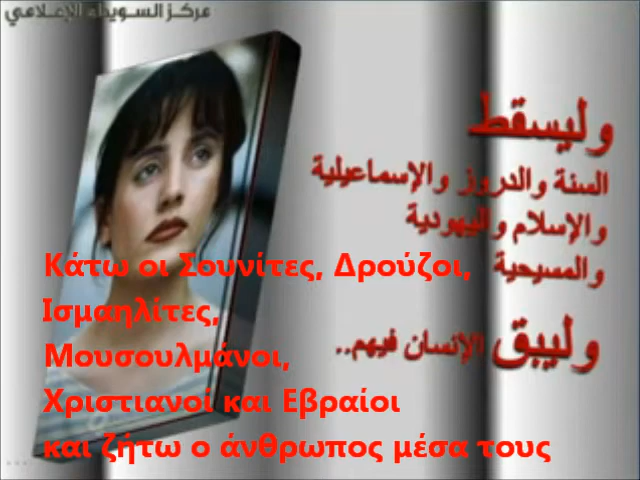 مركز السويداء الإعلامي
وليسقط
السنة والدروز والإسماعيلية
والإسلام واليهودية
والمسيحية
وليبق الإنسان فيهم..
Κάτω οι Σουνίτες, Δρούζοι,
Ισμαηλίτες,
Μουσουλμάνοι,
Χριστιανοί και Εβραίοι
και ζήτω ο άνθρωπος μέσα τους